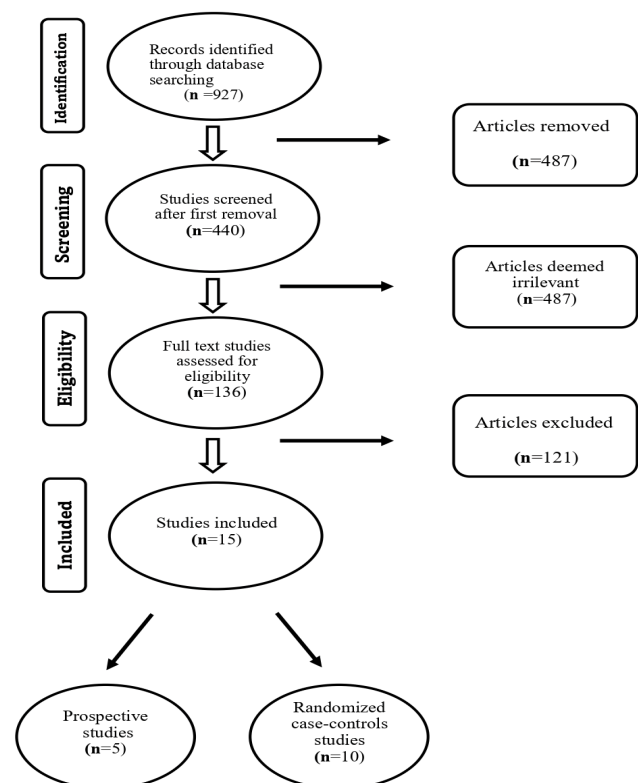 Identification
Records identified
through database
searching
(n =927)
Articles removed
(n=487)
Screening
Studies screened
after first removal
(n=440)
Articles deemed
irrilevant
(n=487)
Eligibility
Full text studies
assessed for
eligibility
(n=136)
Articles excluded
(n=121)
Included
Studies included
(n=15)
Prospective
studies
(n=5)
Randomized
case-controls
studies
(n=10)